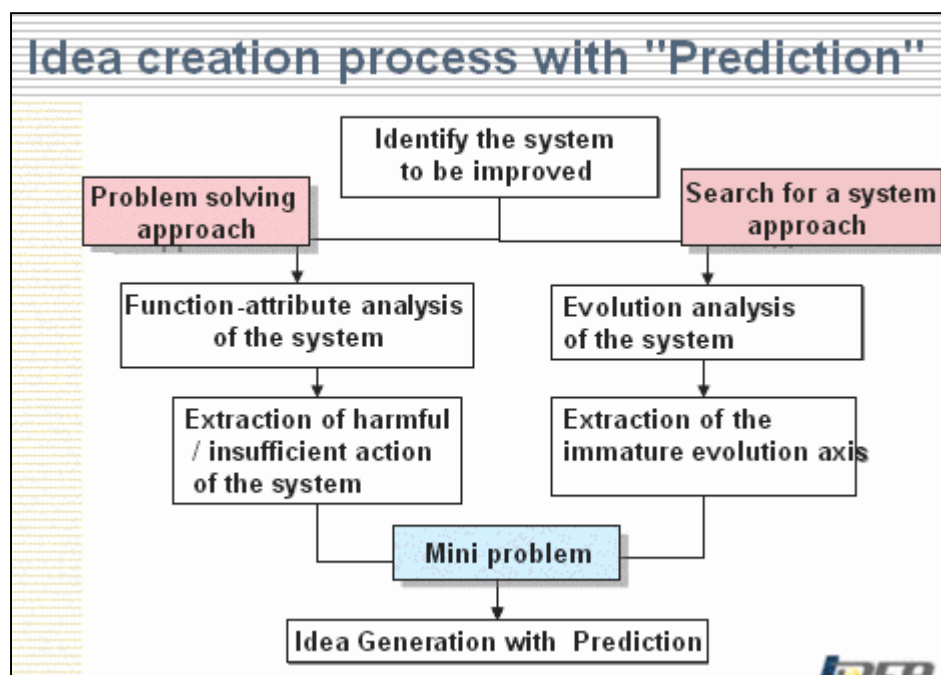 Idea creation process with "Prediction"
Identify the system
to be improved
Problem solving
approach
Search for a system
approach
Function-attribute analysis
of the system
Evolution analysis
of the system
Extraction of harmful
/ insufficient action
of the system
Extraction of the
immature evolution axis
Mini problem
Idea Generation with Prediction